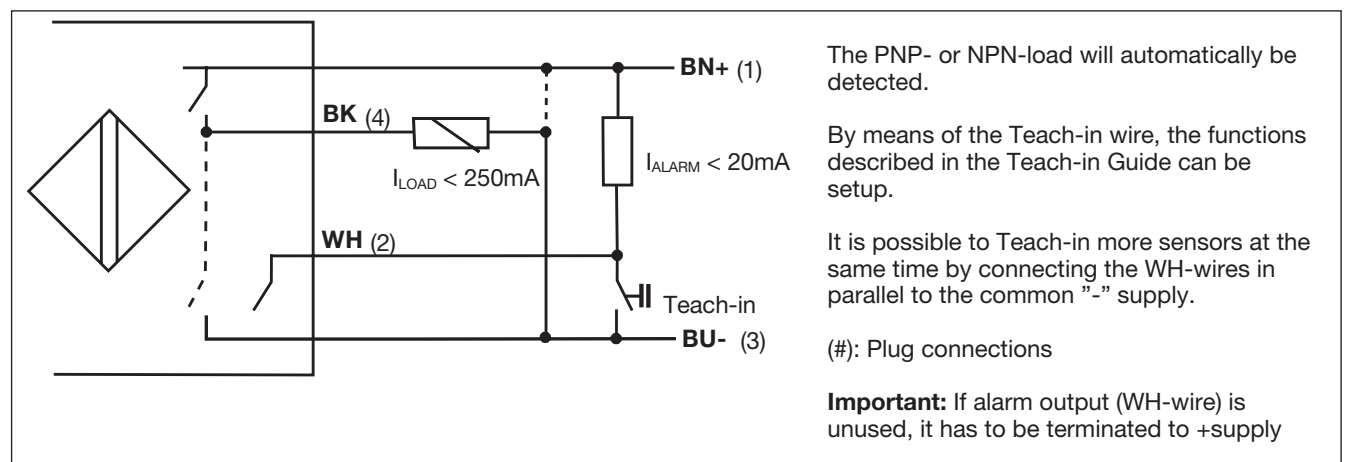 BN+ (1)
BK (4)
I_LOAD < 250mA
I_ALARM < 20mA
WH (2)
Teach-in
BU- (3)
The PNP- or NPN-load will automatically be
detected.
By means of the Teach-in wire, the functions
described in the Teach-in Guide can be
setup.
It is possible to Teach-in more sensors at the
same time by connecting the WH-wires in
parallel to the common ”-” supply.
(#): Plug connections
Important: If alarm output (WH-wire) is
unused, it has to be terminated to +supply